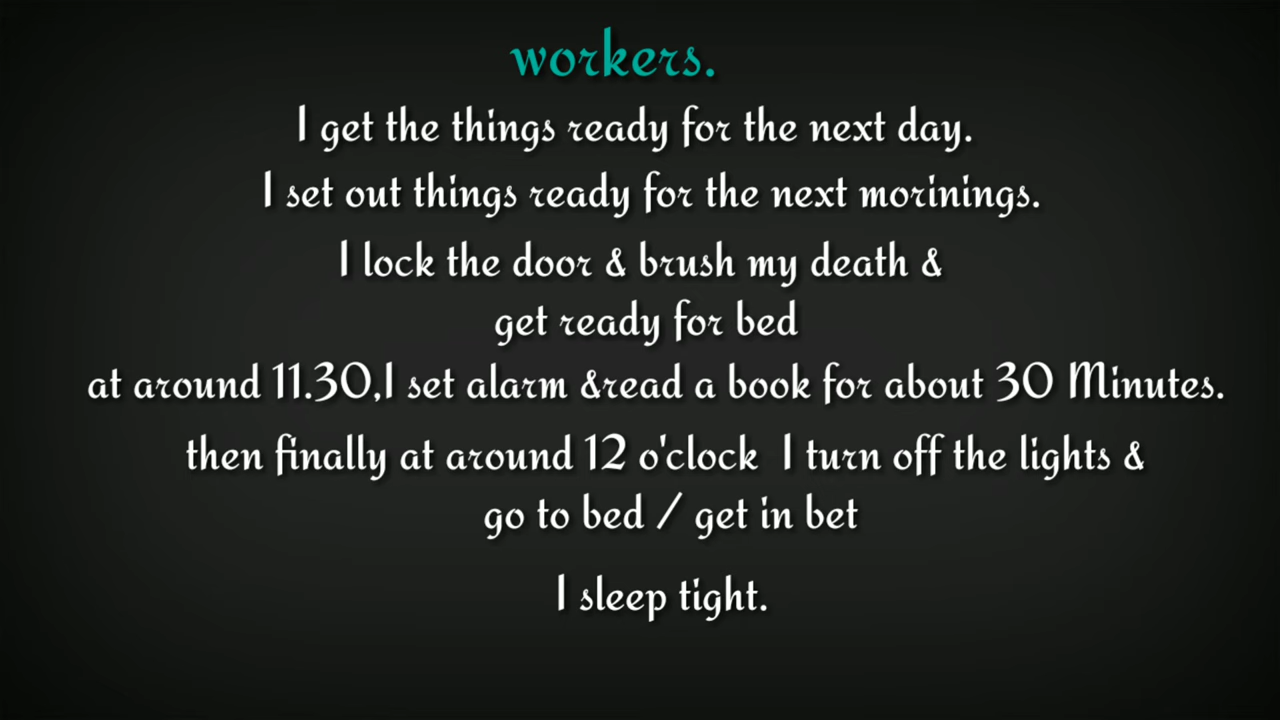 workers.
I get the things ready for the next day.
I set out things ready for the next morinings.
I lock the door & brush my death &
get ready for bed
at around 11.30,I set alarm &read a book for about 30 Minutes.
then finally at around 12 o'clock I turn off the lights &
go to bed / get in bet
I sleep tight.